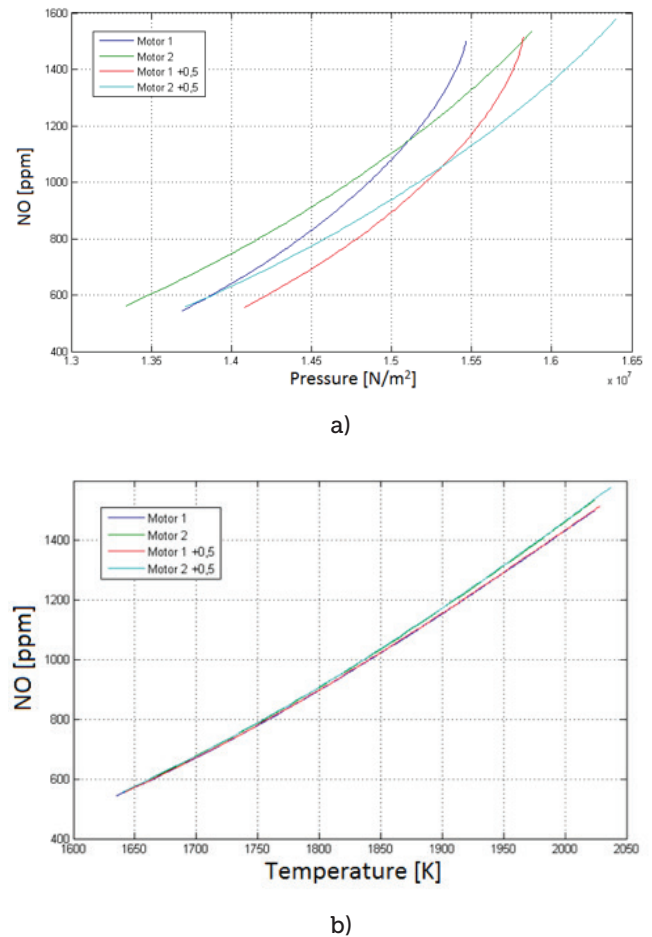 1600
1400
1200
1000
800
600
400
NO [ppm]
Motor 1
Motor 2
Motor 1 +0,5
Motor 2 +0,5
1.3 1.35 1.4 1.45 1.5 1.55 1.6 1.65
x 10⁷
Pressure [N/m²]
a)
1400
1200
1000
800
600
400
NO [ppm]
Motor 1
Motor 2
Motor 1 +0,5
Motor 2 +0,5
1600 1650 1700 1750 1800 1850 1900 1950 2000 2050
Temperature [K]
b)